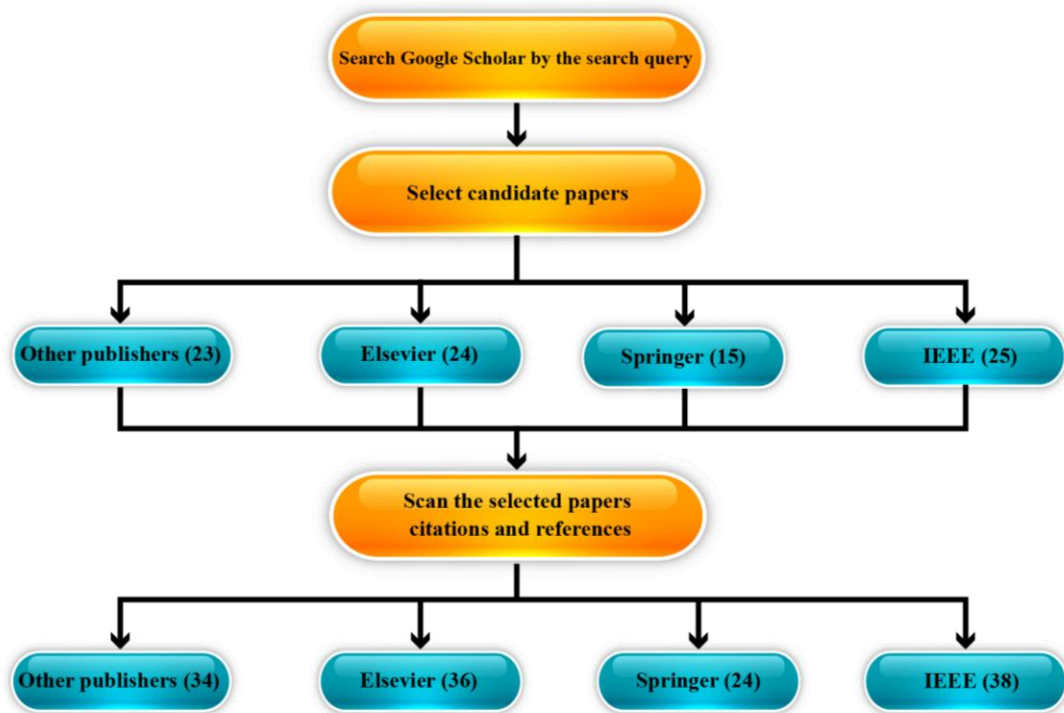 Search Google Scholar by the search query
Select candidate papers
Other publishers (23)
Elsevier (24)
Springer (15)
IEEE (25)
Scan the selected papers
citations and references
Other publishers (34)
Elsevier (36)
Springer (24)
IEEE (38)